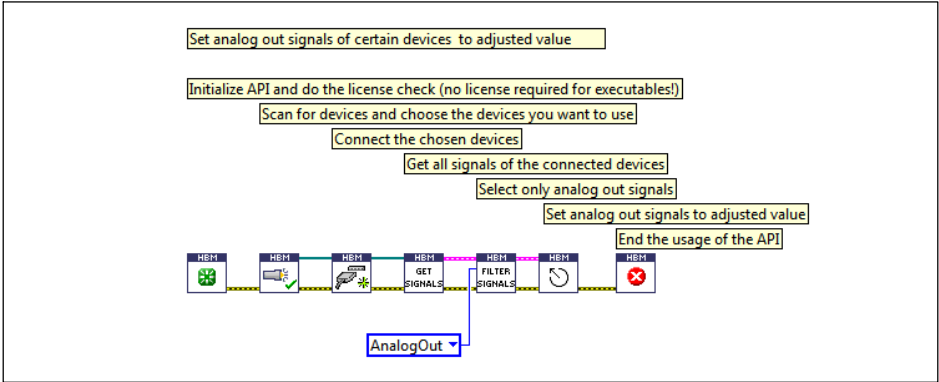 Set analog out signals of certain devices to adjusted value
Initialize API and do the license check (no license required for executables!)
Scan for devices and choose the devices you want to use
Connect the chosen devices
Get all signals of the connected devices
Select only analog out signals
Set analog out signals to adjusted value
End the usage of the API
HBM HBM HBM HBM HBM HBM HBM
GET FILTER
SIGNALS SIGNALS
AnalogOut